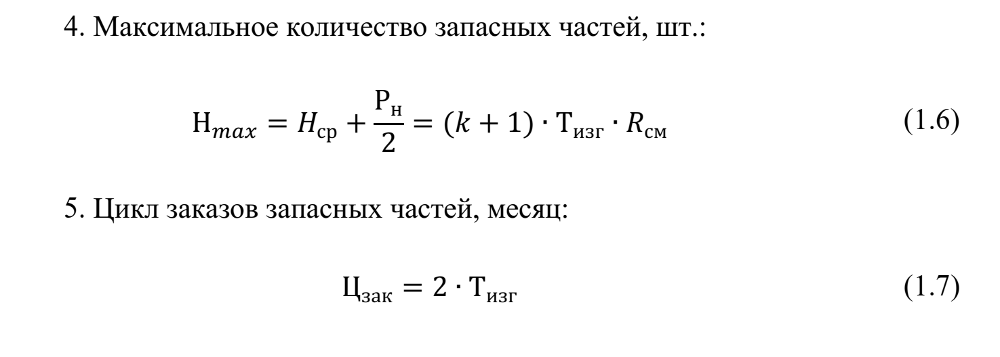 4. Максимальное количество запасных частей, шт.:
Н_max = H_ср + Р_н/2 = (k + 1) · Т_изг · R_см (1.6)
5. Цикл заказов запасных частей, месяц:
Ц_зак = 2 · Т_изг (1.7)